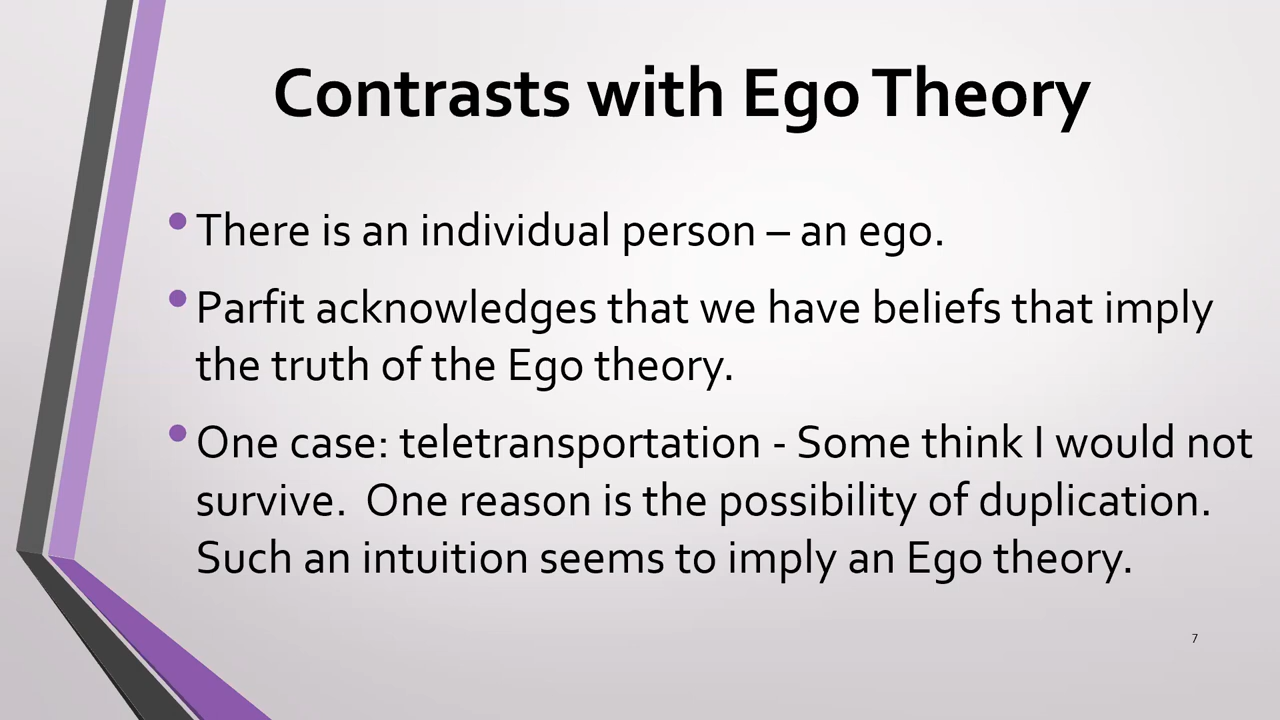 Contrasts with Ego Theory
• There is an individual person – an ego.
• Parfit acknowledges that we have beliefs that imply
the truth of the Ego theory.
• One case: teletransportation - Some think I would not
survive.  One reason is the possibility of duplication.
Such an intuition seems to imply an Ego theory.
7